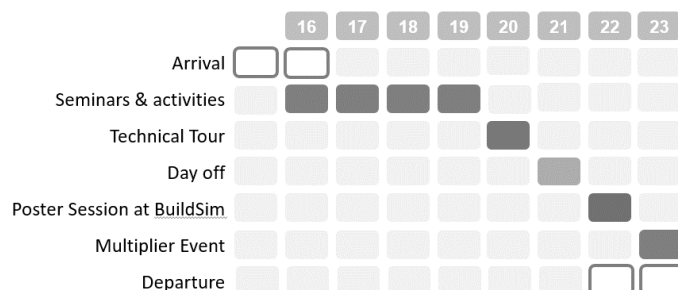 16 17 18 19 20 21 22 23
Arrival
Seminars & activities
Technical Tour
Day off
Poster Session at BuildSim
Multiplier Event
Departure